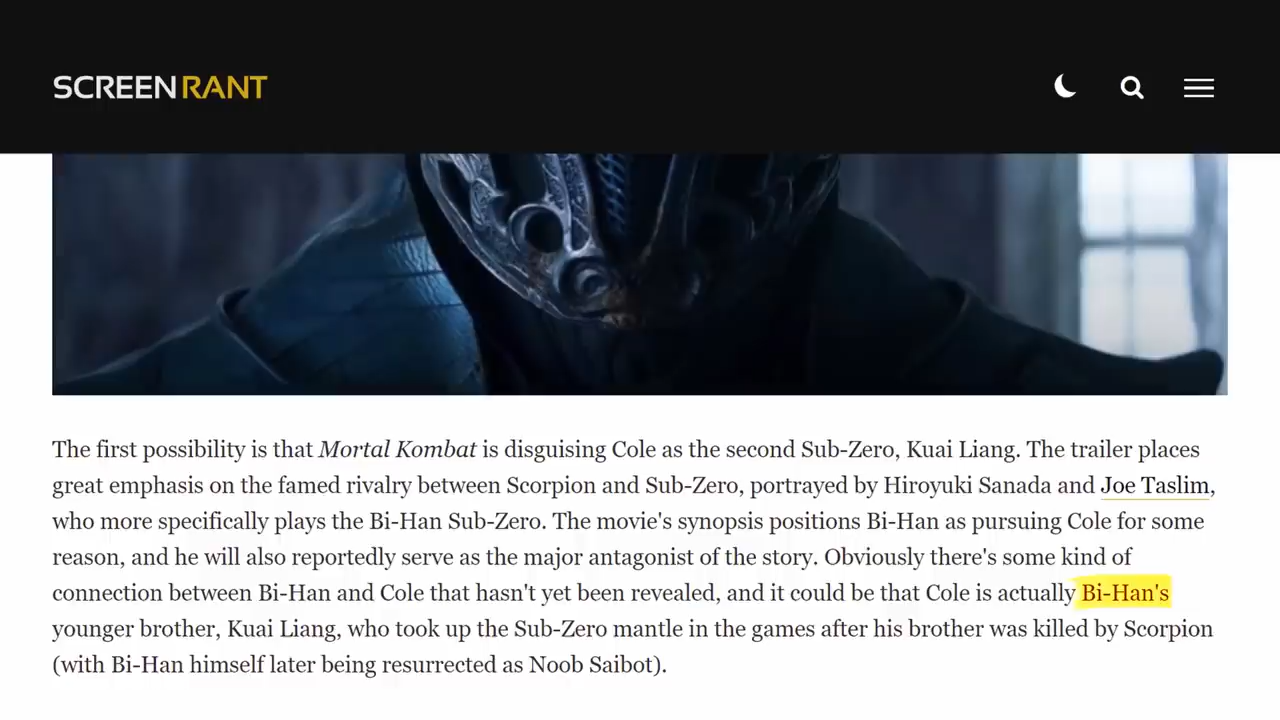 SCREENRANT
The first possibility is that Mortal Kombat is disguising Cole as the second Sub-Zero, Kuai Liang. The trailer places
great emphasis on the famed rivalry between Scorpion and Sub-Zero, portrayed by Hiroyuki Sanada and Joe Taslim,
who more specifically plays the Bi-Han Sub-Zero. The movie's synopsis positions Bi-Han as pursuing Cole for some
reason, and he will also reportedly serve as the major antagonist of the story. Obviously there's some kind of
connection between Bi-Han and Cole that hasn't yet been revealed, and it could be that Cole is actually Bi-Han's
younger brother, Kuai Liang, who took up the Sub-Zero mantle in the games after his brother was killed by Scorpion
(with Bi-Han himself later being resurrected as Noob Saibot).